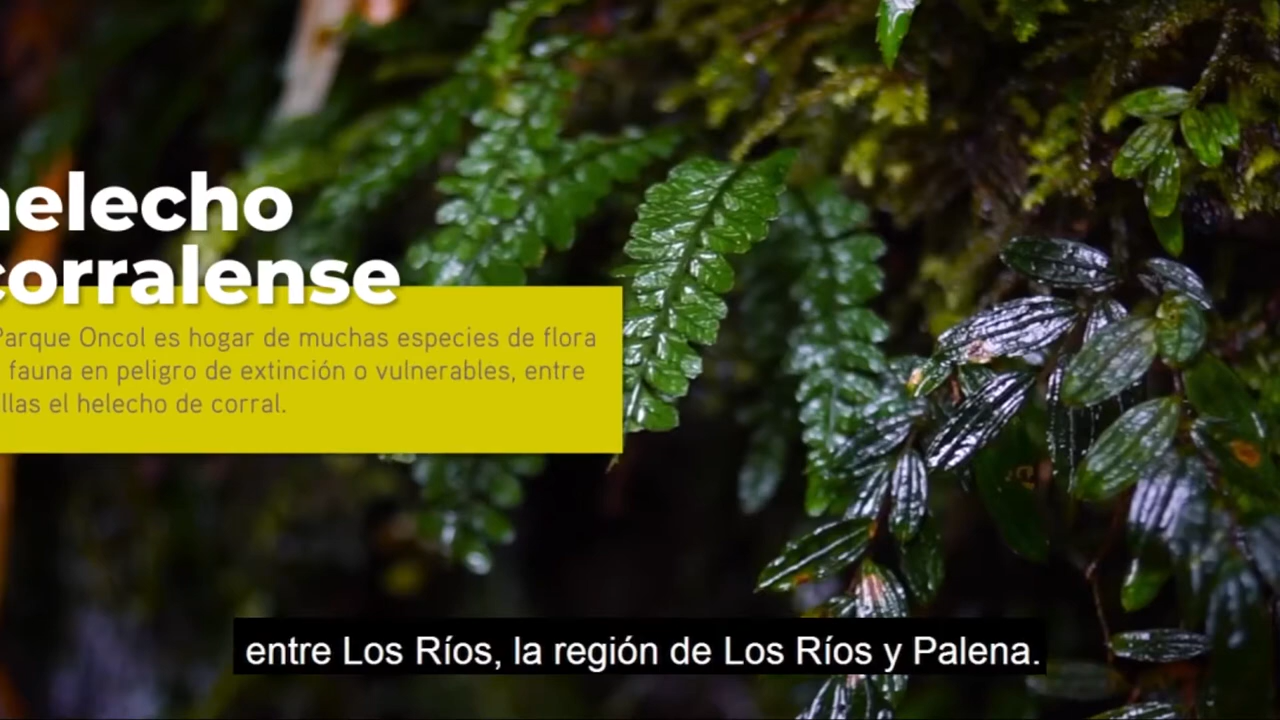 helecho
corralense
Parque Oncol es hogar de muchas especies de flora
fauna en peligro de extinción o vulnerables, entre
llas el helecho de corral.
entre Los Ríos, la región de Los Ríos y Palena.